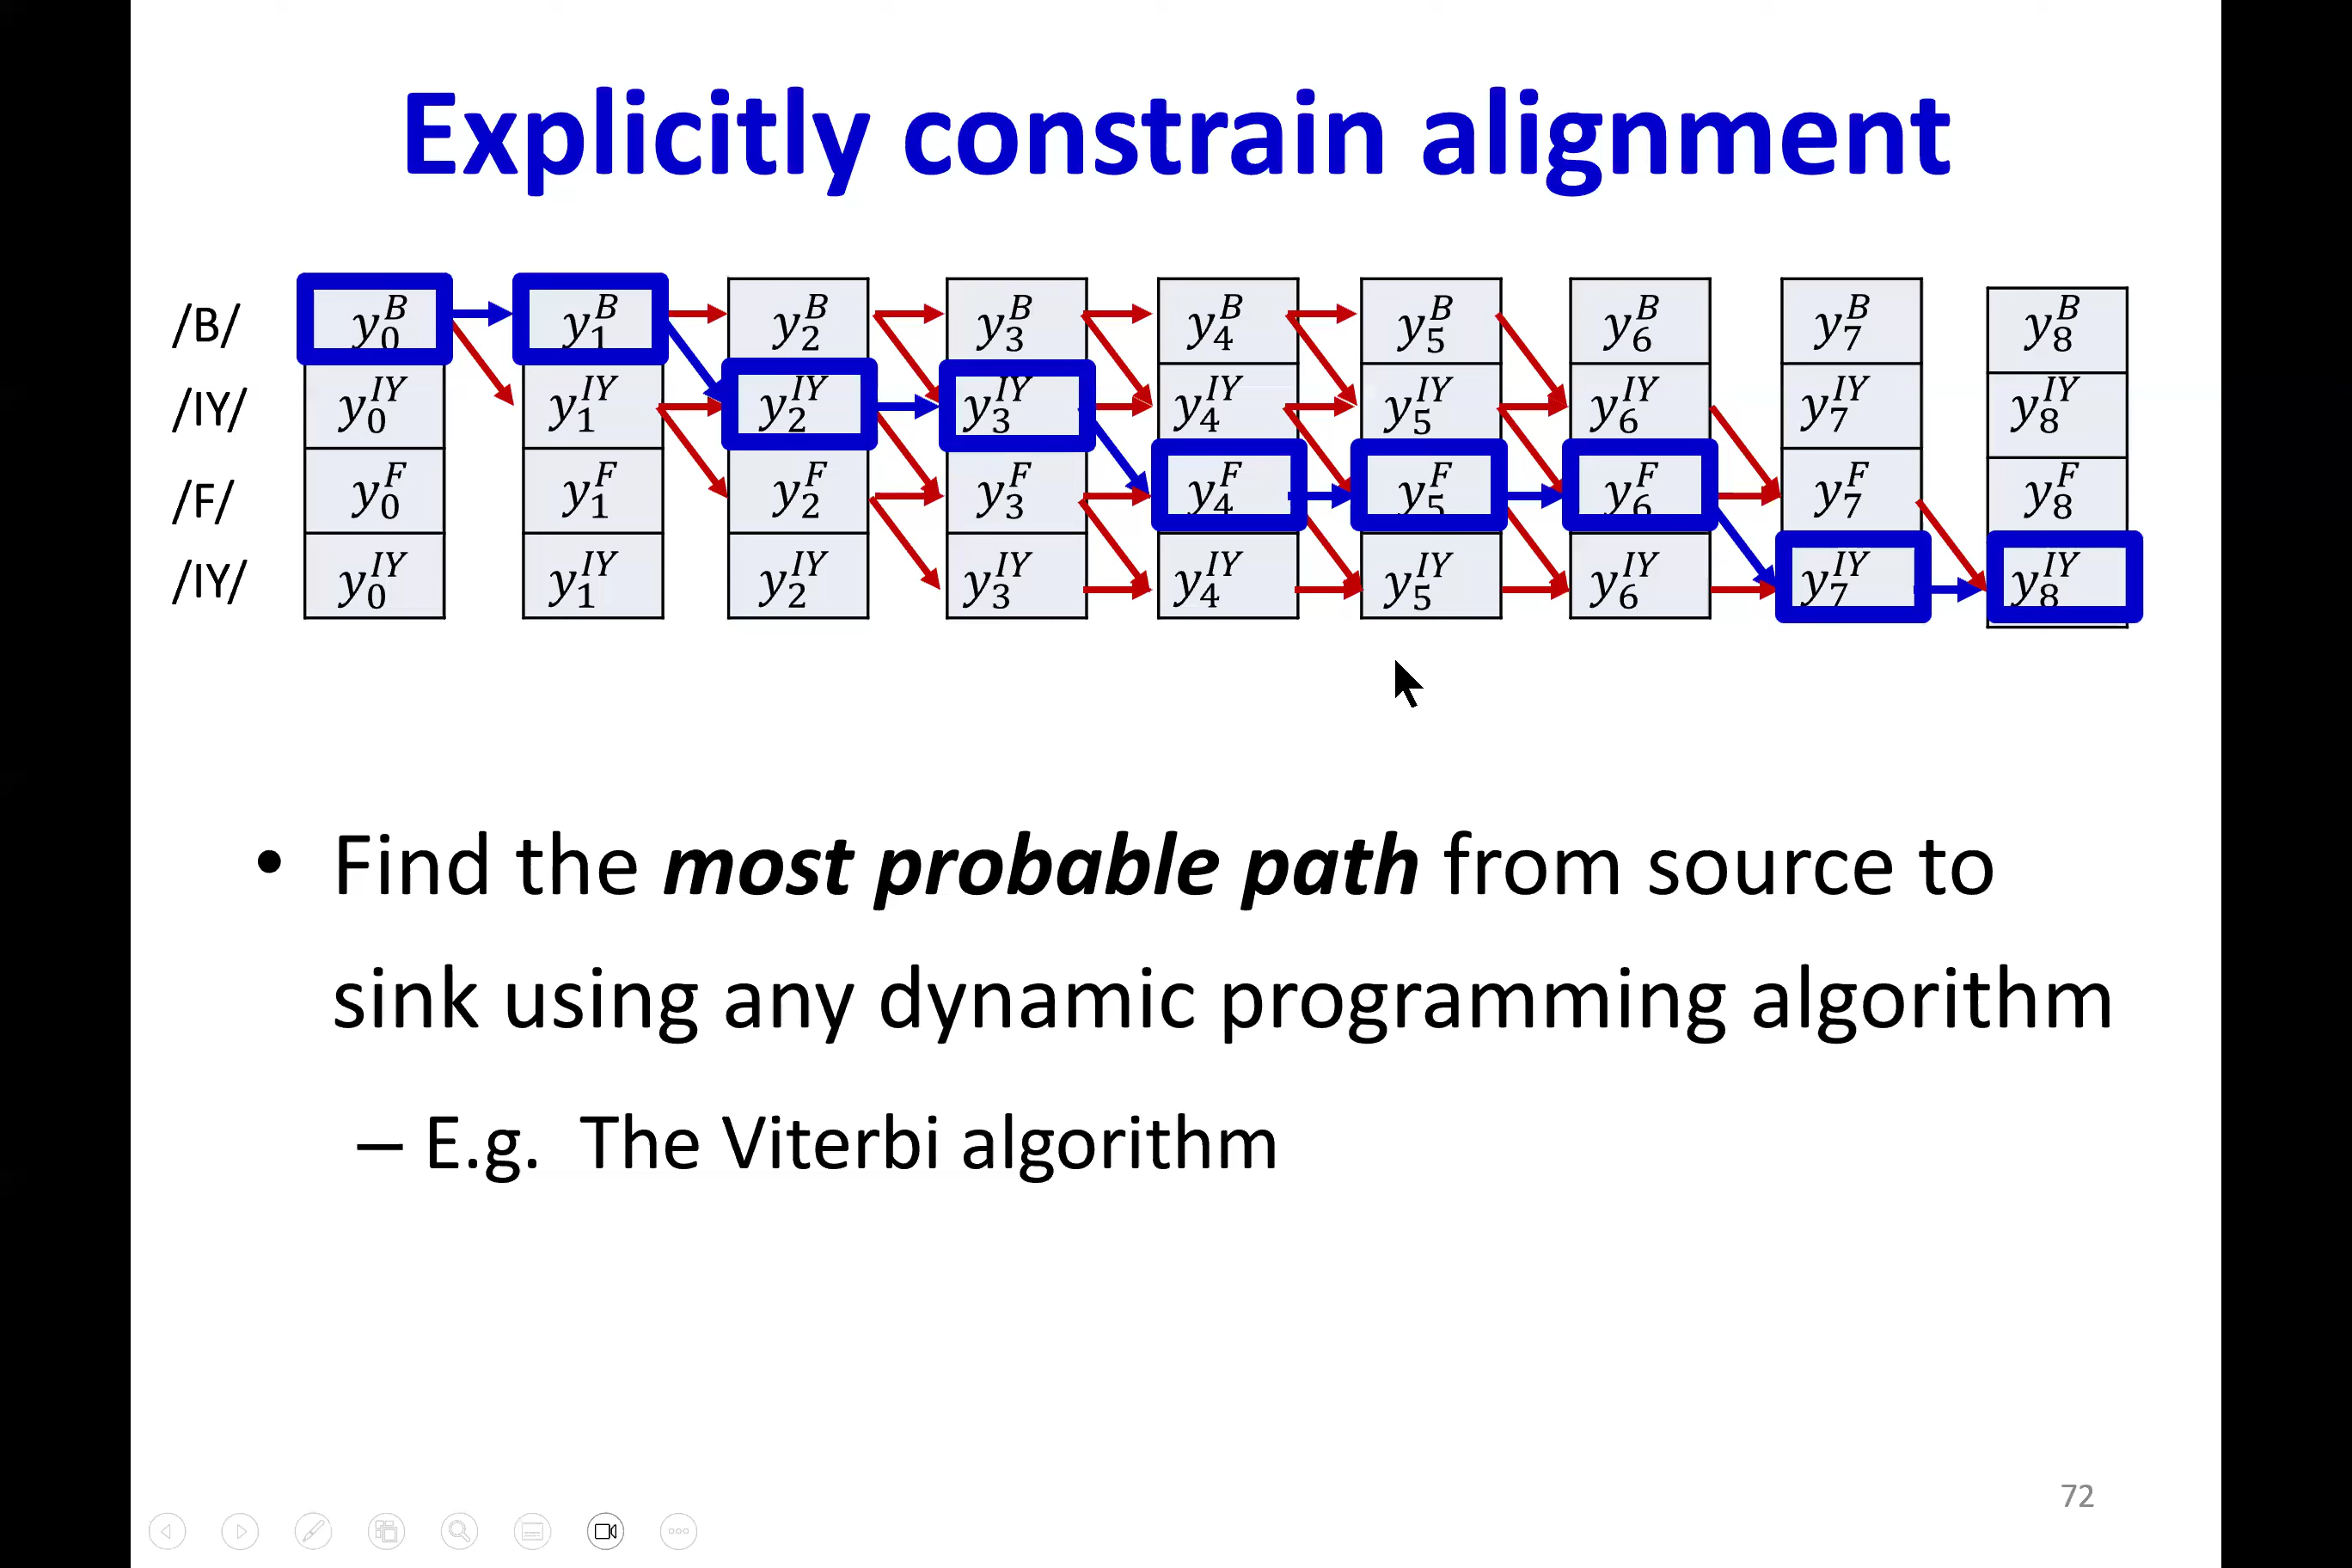 Explicitly constrain alignment
/B/ y_0^B y_1^B y_2^B y_3^B y_4^B y_5^B y_6^B y_7^B y_8^B
/IY/ y_0^IY y_1^IY y_2^IY y_3^IY y_4^IY y_5^IY y_6^IY y_7^IY y_8^IY
/F/ y_0^F y_1^F y_2^F y_3^F y_4^F y_5^F y_6^F y_7^F y_8^F
/IY/ y_0^IY y_1^IY y_2^IY y_3^IY y_4^IY y_5^IY y_6^IY y_7^IY y_8^IY
• Find the most probable path from source to
sink using any dynamic programming algorithm
– E.g. The Viterbi algorithm
72